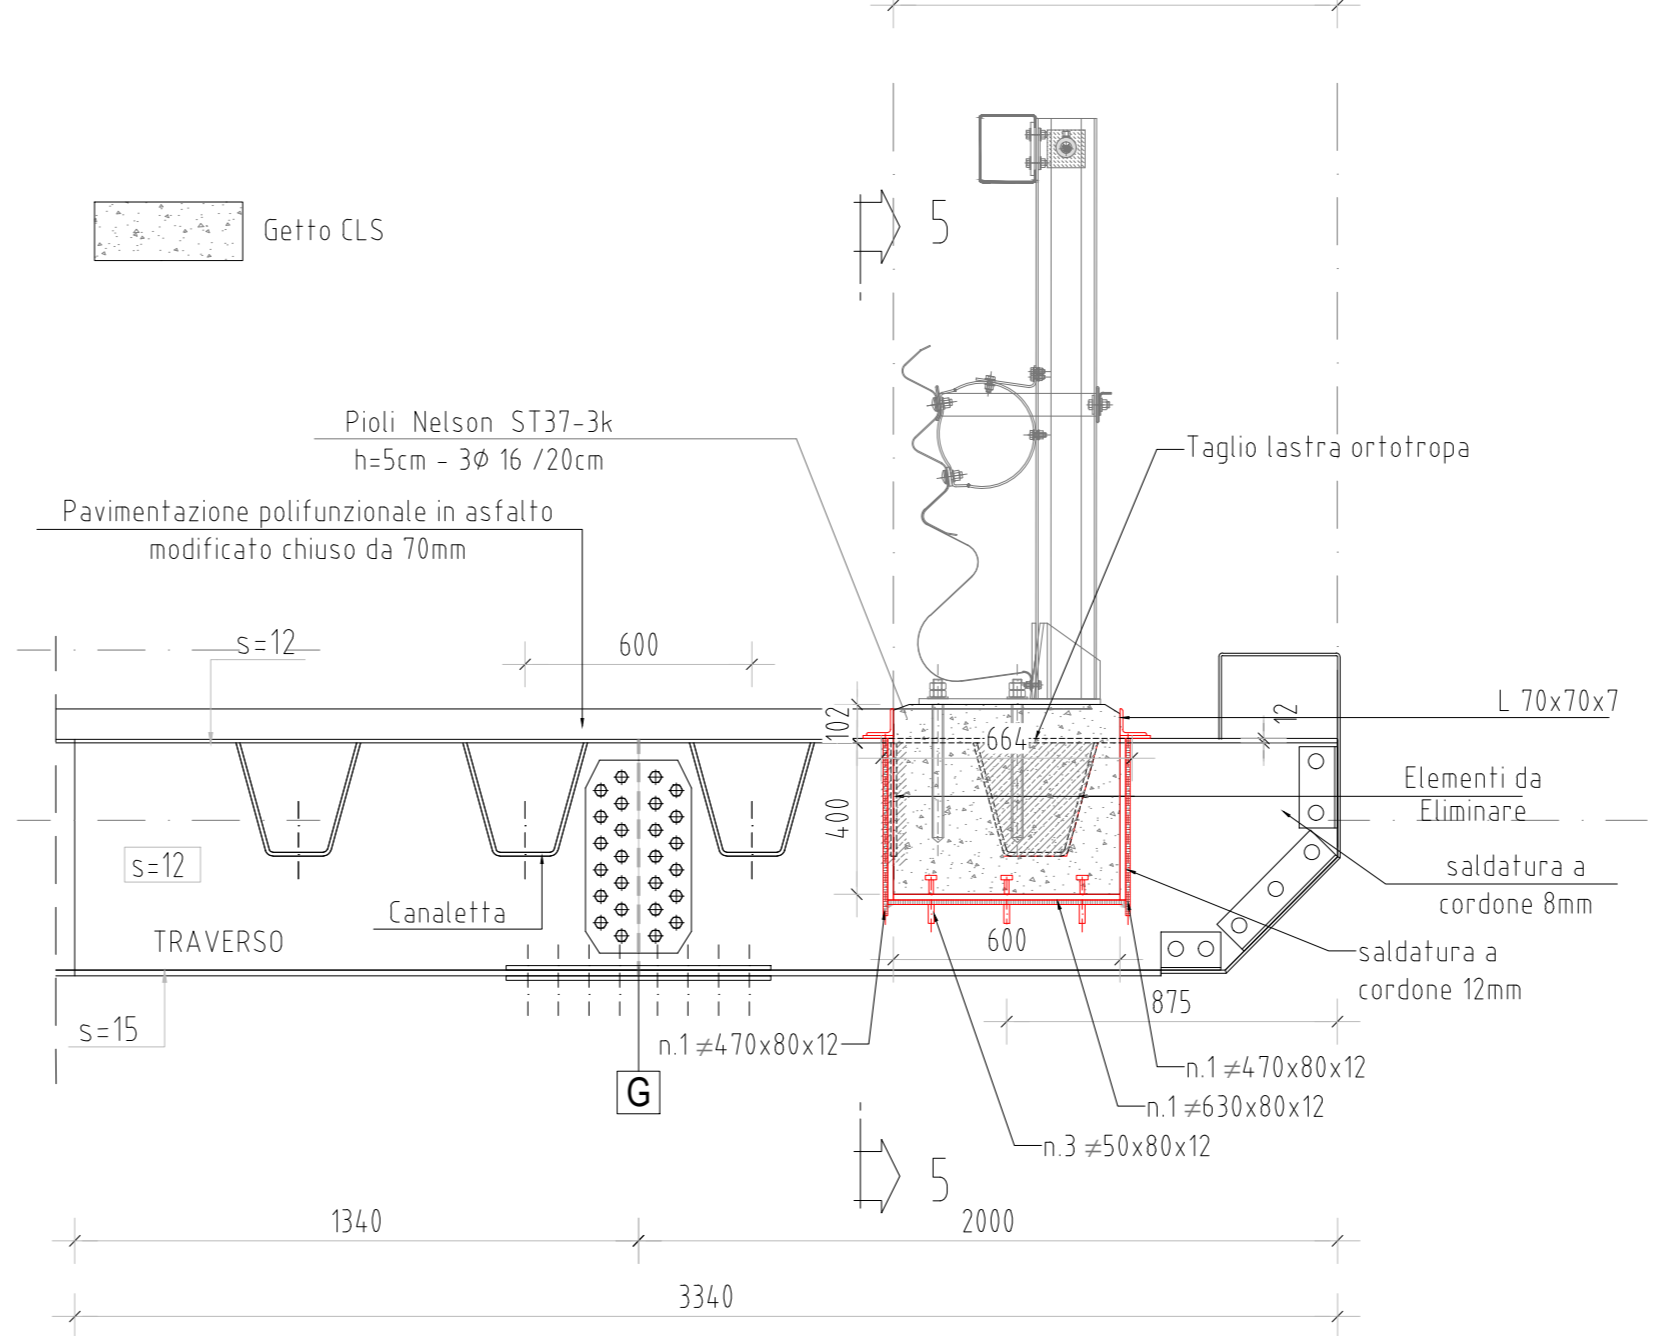 5
Getto CLS
Pioli Nelson ST37-3k
h=5cm - 3Ø 16 /20cm
Taglio lastra ortotropa
Pavimentazione polifunzionale in asfalto
modificato chiuso da 70mm
s=12
600
L 70x70x7
12
102
664
400
Elementi da
Eliminare
s=12
saldatura a
cordone 8mm
Canaletta
TRAVERSO
600
saldatura a
cordone 12mm
875
s=15
n.1 ≠470x80x12
n.1 ≠470x80x12
G
n.1 ≠630x80x12
n.3 ≠50x80x12
5
1340
2000
3340